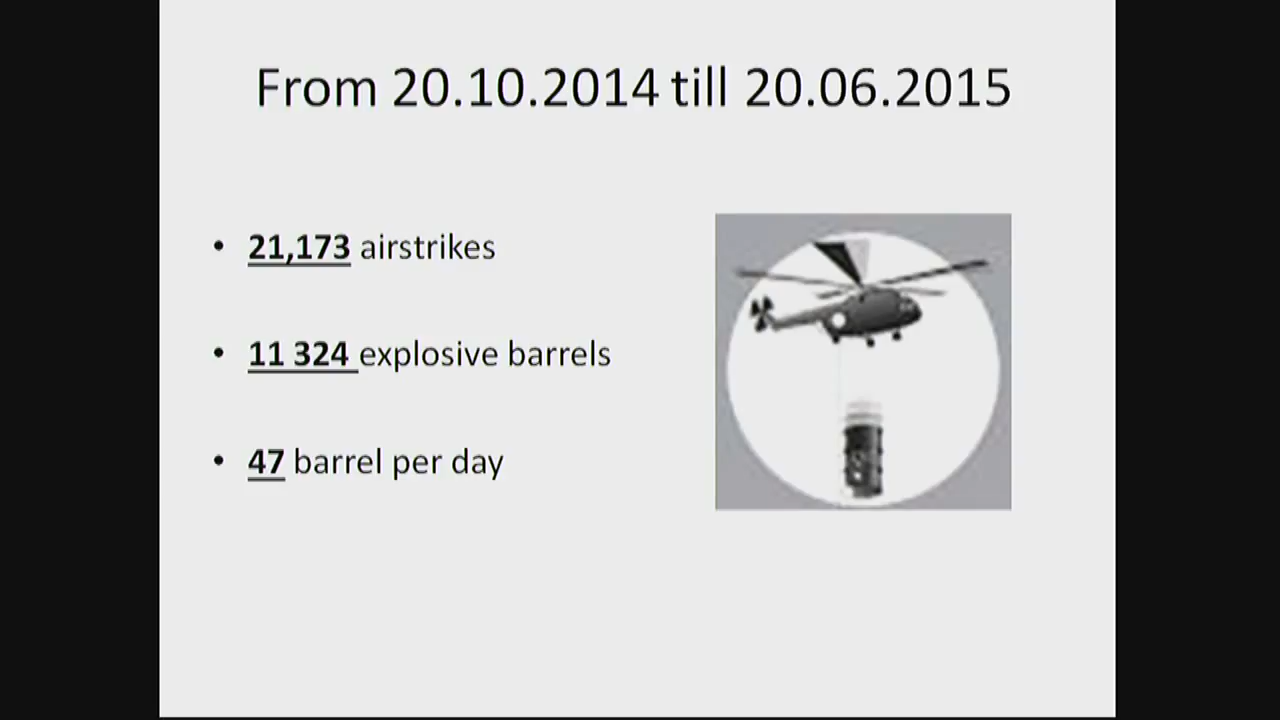 From 20.10.2014 till 20.06.2015
• 21,173 airstrikes
• 11 324 explosive barrels
• 47 barrel per day